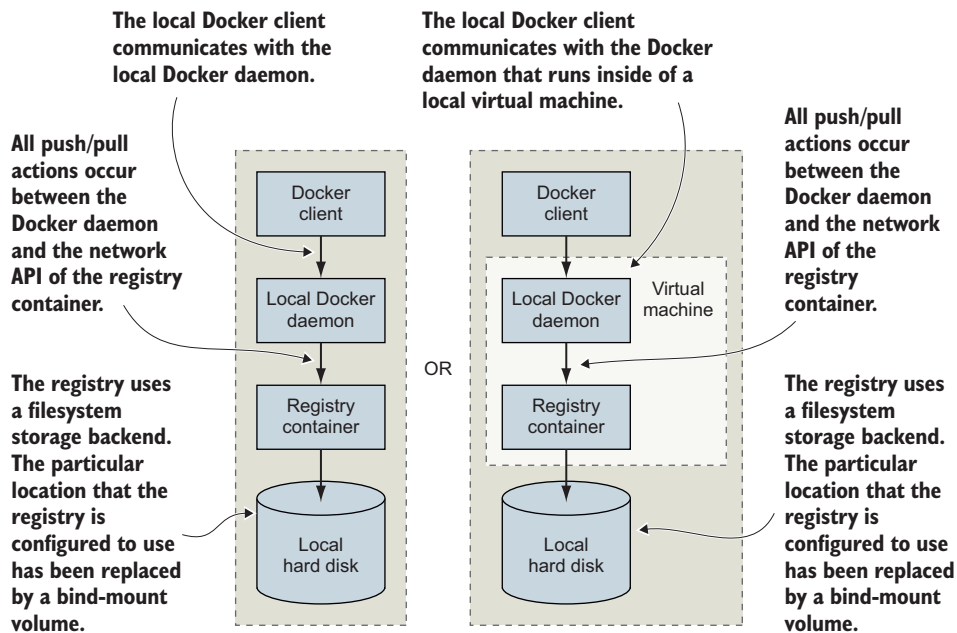 The local Docker client
communicates with the
local Docker daemon.
The local Docker client
communicates with the Docker
daemon that runs inside of a
local virtual machine.
All push/pull
actions occur
between the
Docker daemon
and the network
API of the registry
container.
The registry uses
a filesystem
storage backend.
The particular
location that the
registry is
configured to use
has been replaced
by a bind-mount
volume.
Docker
client
Local Docker
daemon
Registry
container
Local
hard disk
OR
Docker
client
Virtual
machine
Local Docker
daemon
Registry
container
Local
hard disk
All push/pull
actions occur
between the
Docker daemon
and the network
API of the
registry
container.
The registry uses
a filesystem
storage backend.
The particular
location that the
registry is
configured to use
has been replaced
by a bind-mount
volume.